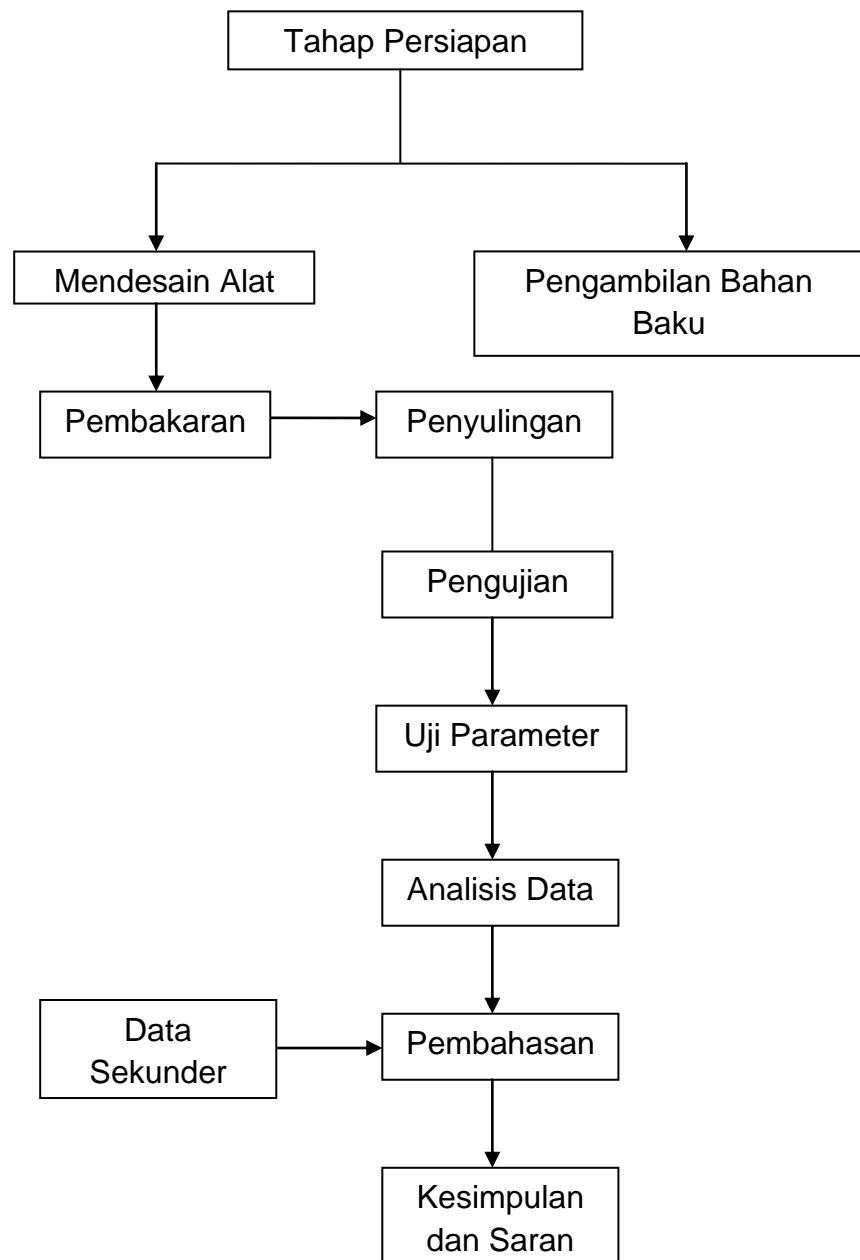 Tahap Persiapan
Mendesain Alat
Pengambilan Bahan
Baku
Pembakaran
Penyulingan
Pengujian
Uji Parameter
Analisis Data
Data
Sekunder
Pembahasan
Kesimpulan
dan Saran